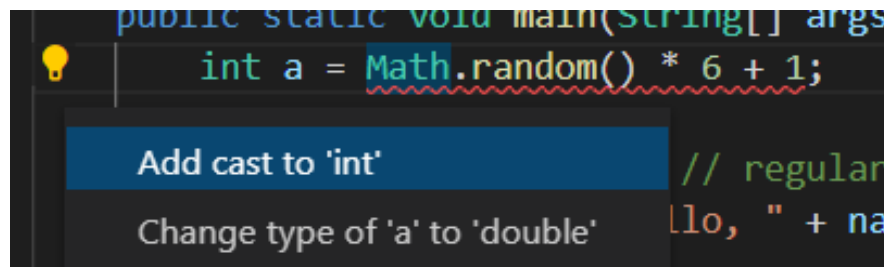 public static void main(String[] args
int a = Math.random() * 6 + 1;
Add cast to 'int'
// regular
Change type of 'a' to 'double'
llo, " + na